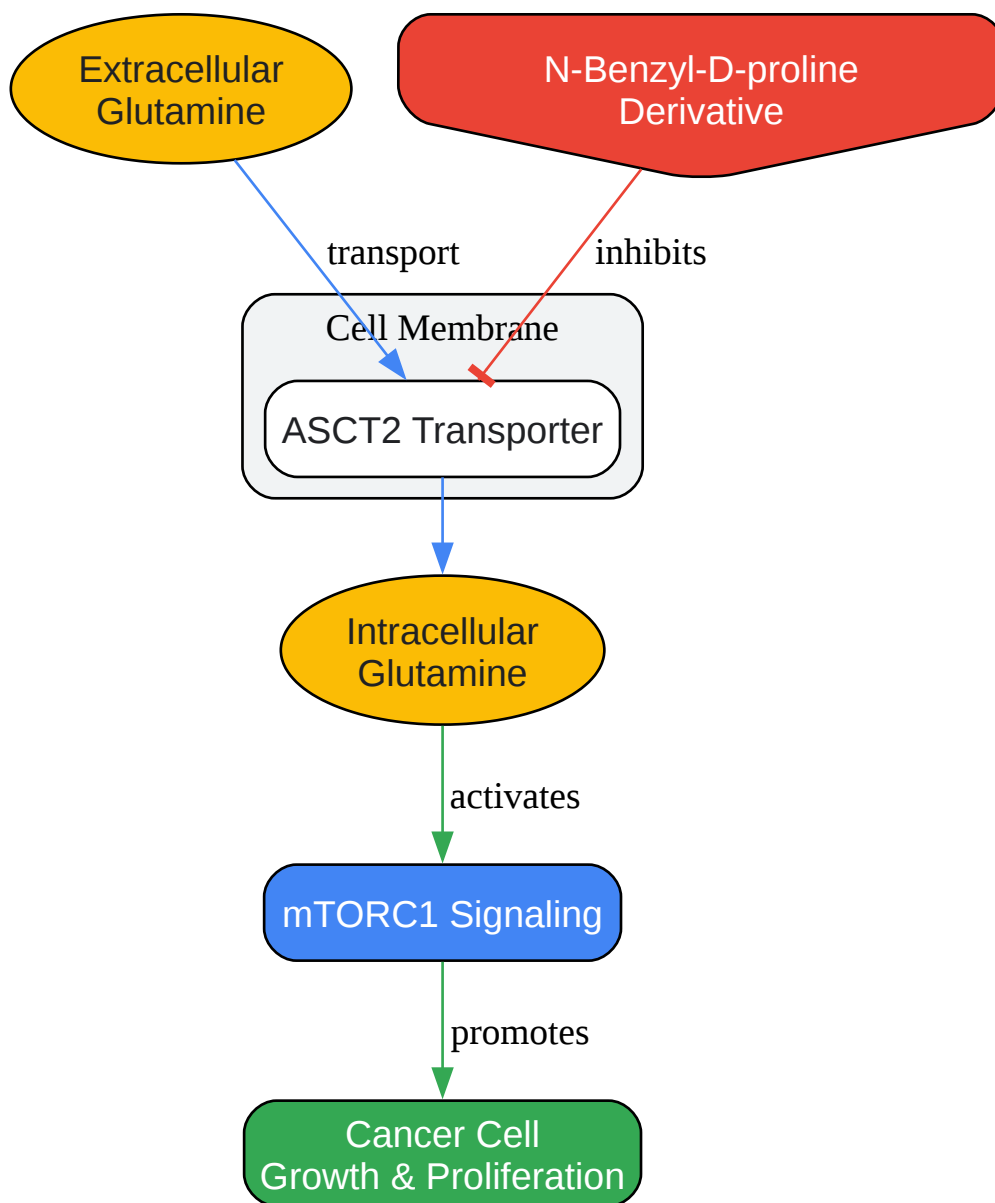 Extracellular
Glutamine
N-Benzyl-D-proline
Derivative
transport
inhibits
Cell Membrane
ASCT2 Transporter
Intracellular
Glutamine
activates
mTORC1 Signaling
promotes
Cancer Cell
Growth & Proliferation